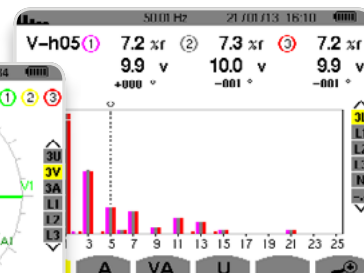 50.01 Hz 21/01/13 16:10
V-h05 1 7.2 %r 2 7.3 %r 3 7.2 %r
9.9 v 10.0 v 9.9 v
+000 ° -001 ° -001 °
1 2 3
3U
3V
3A
L1
L2
L3
V1
3 5 7 9 11 13 15 17 19 21 23 25
A VA U